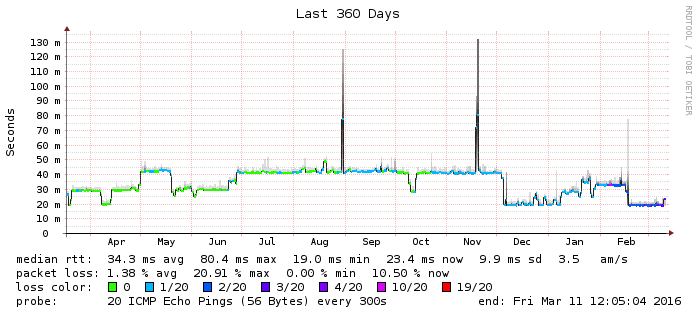 Last 360 Days
RRDTOOL / TOBI OETIKER
Seconds
130 m
120 m
110 m
100 m
90 m
80 m
70 m
60 m
50 m
40 m
30 m
20 m
10 m
0
Apr May Jun Jul Aug Sep Oct Nov Dec Jan Feb
median rtt: 34.3 ms avg 80.4 ms max 19.0 ms min 23.4 ms now 9.9 ms sd 3.5 am/s
packet loss: 1.38 % avg 20.91 % max 0.00 % min 10.50 % now
loss color: 0 1/20 2/20 3/20 4/20 10/20 19/20
probe: 20 ICMP Echo Pings (56 Bytes) every 300s end: Fri Mar 11 12:05:04 2016